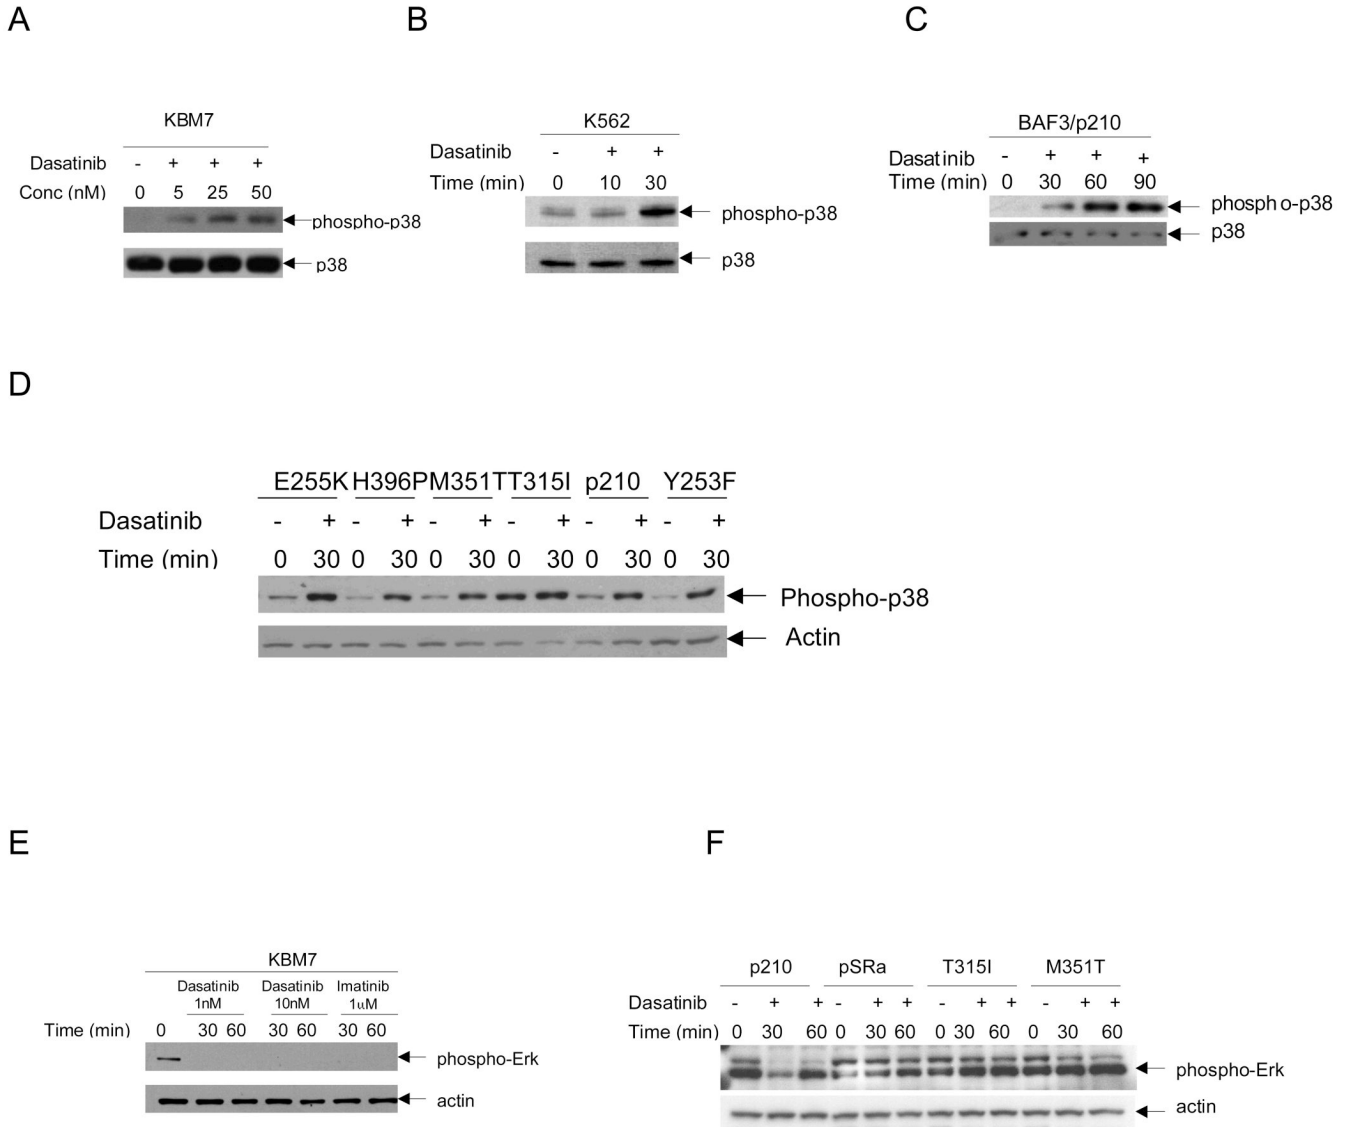 A
B
C
KBM7
Dasatinib - + + +
Conc (nM) 0 5 25 50
phospho-p38
p38
K562
Dasatinib - + +
Time (min) 0 10 30
phospho-p38
p38
BAF3/p210
Dasatinib - + + +
Time (min) 0 30 60 90
phospho-p38
p38
D
E255K H396P M351T T315I p210 Y253F
Dasatinib - + - + - + - + - + - +
Time (min) 0 30 0 30 0 30 0 30 0 30 0 30
Phospho-p38
Actin
E
KBM7
Dasatinib Dasatinib Imatinib
1nM 10nM 1uM
Time (min) 0 30 60 30 60 30 60
phospho-Erk
actin
F
p210 pSRa T315I M351T
Dasatinib - + + - + + - + + - + +
Time (min) 0 30 60 0 30 60 0 30 60 0 30 60
phospho-Erk
actin